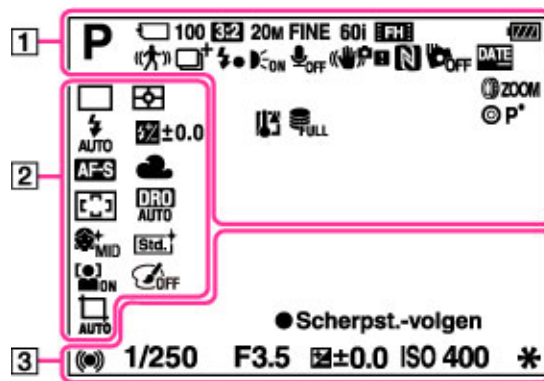 1
P 100 3:2 20M FINE 60i FH
ON OFF N OFF DATE
ZOOM
P*
FULL
2
AUTO ±0.0
AF-S
DRO AUTO
MID Std.+
ON OFF
AUTO
●Scherpst.-volgen
3
1/250 F3.5 ±0.0 ISO 400 *